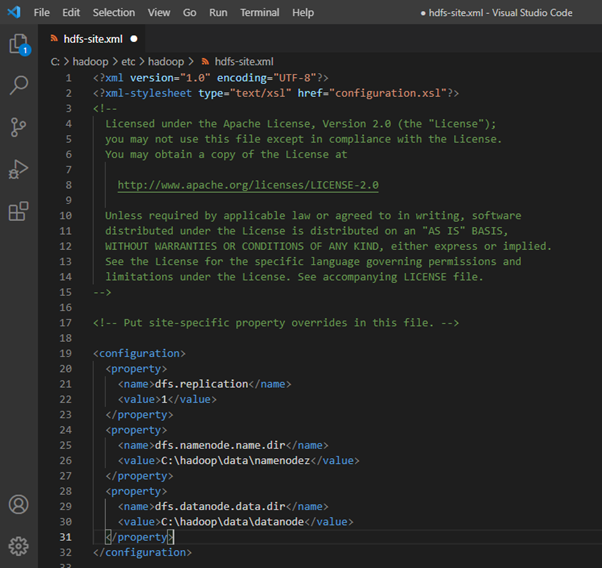 File Edit Selection View Go Run Terminal Help ● hdfs-site.xml - Visual Studio Code
hdfs-site.xml ●
C: > hadoop > etc > hadoop > hdfs-site.xml
1 <?xml version="1.0" encoding="UTF-8"?>
2 <?xml-stylesheet type="text/xsl" href="configuration.xsl"?>
3 <!--
4 Licensed under the Apache License, Version 2.0 (the "License");
5 you may not use this file except in compliance with the License.
6 You may obtain a copy of the License at
7
8 http://www.apache.org/licenses/LICENSE-2.0
9
10 Unless required by applicable law or agreed to in writing, software
11 distributed under the License is distributed on an "AS IS" BASIS,
12 WITHOUT WARRANTIES OR CONDITIONS OF ANY KIND, either express or implied.
13 See the License for the specific language governing permissions and
14 limitations under the License. See accompanying LICENSE file.
15 -->
16
17 <!-- Put site-specific property overrides in this file. -->
18
19 <configuration>
20 <property>
21 <name>dfs.replication</name>
22 <value>1</value>
23 </property>
24 <property>
25 <name>dfs.namenode.name.dir</name>
26 <value>C:\hadoop\data\namenodez</value>
27 </property>
28 <property>
29 <name>dfs.datanode.data.dir</name>
30 <value>C:\hadoop\data\datanode</value>
31 </property>
32 </configuration>
33
1